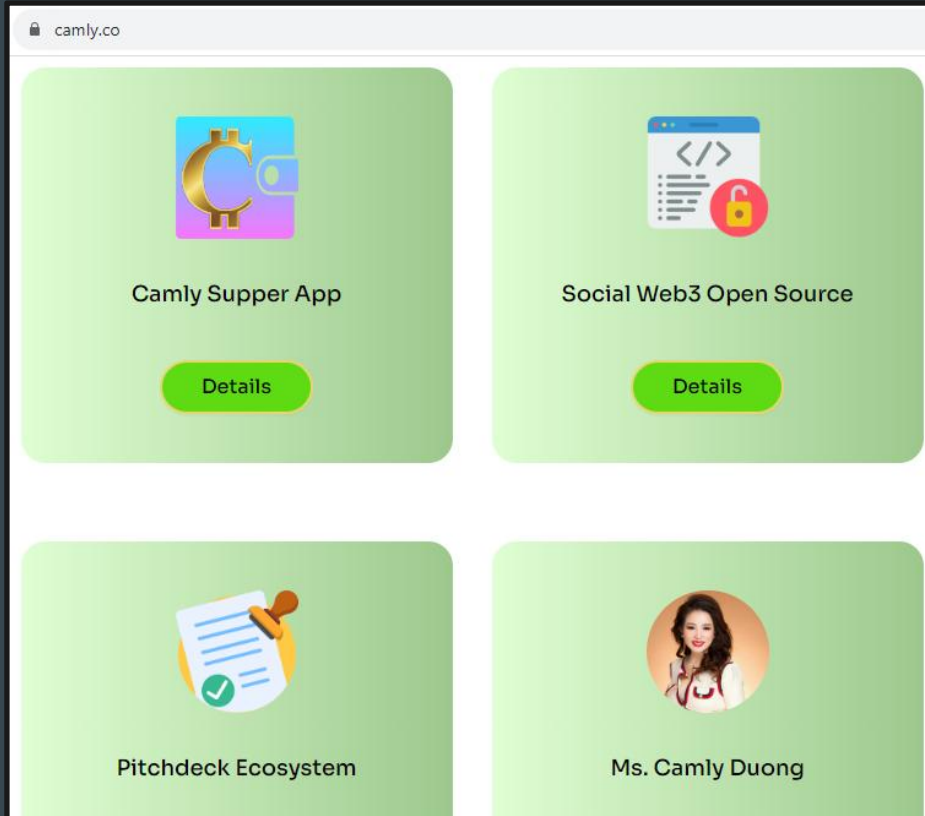 camly.co
Camly Supper App
Social Web3 Open Source
Details
Details
Pitchdeck Ecosystem
Ms. Camly Duong